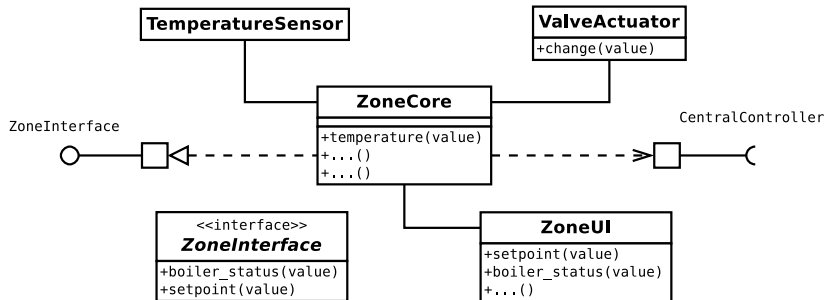 TemperatureSensor
ValveActuator
+change(value)
ZoneCore
+temperature(value)
+...()
+...()
ZoneInterface
CentralController
<<interface>>
ZoneInterface
+boiler_status(value)
+setpoint(value)
ZoneUI
+setpoint(value)
+boiler_status(value)
+...()